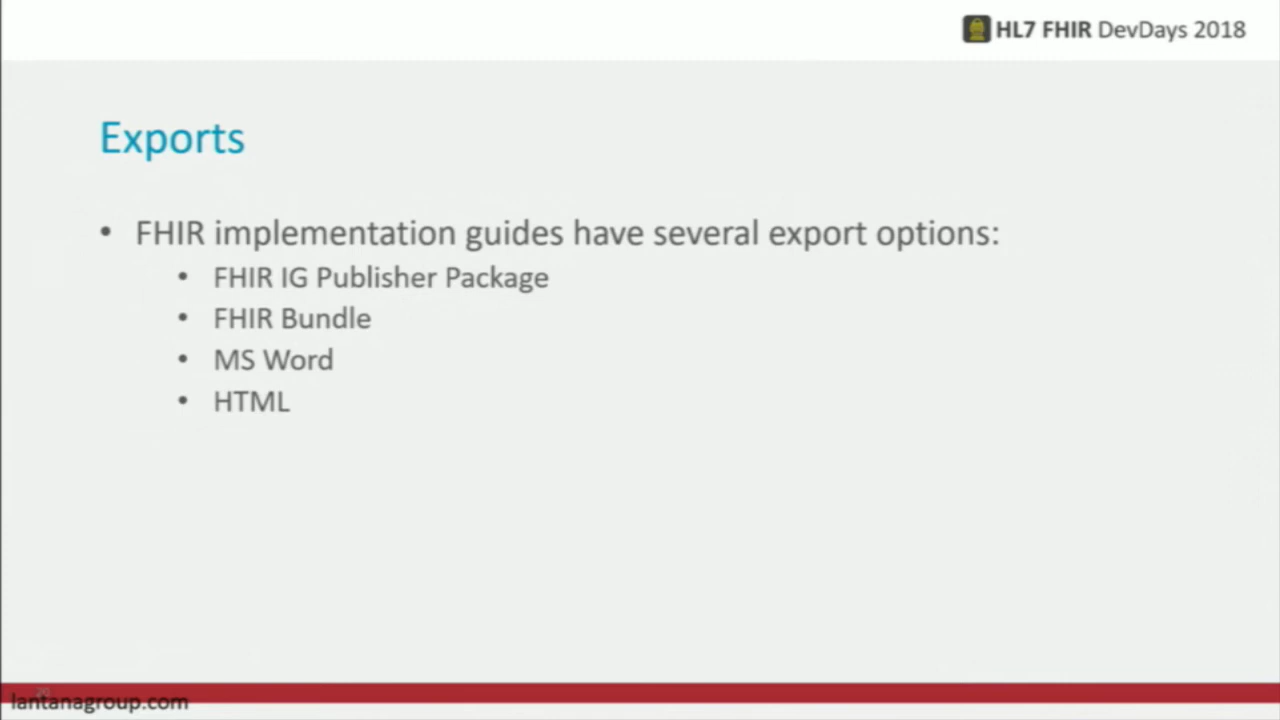 HL7 FHIR DevDays 2018
Exports
• FHIR implementation guides have several export options:
• FHIR IG Publisher Package
• FHIR Bundle
• MS Word
• HTML
lantanagroup.com